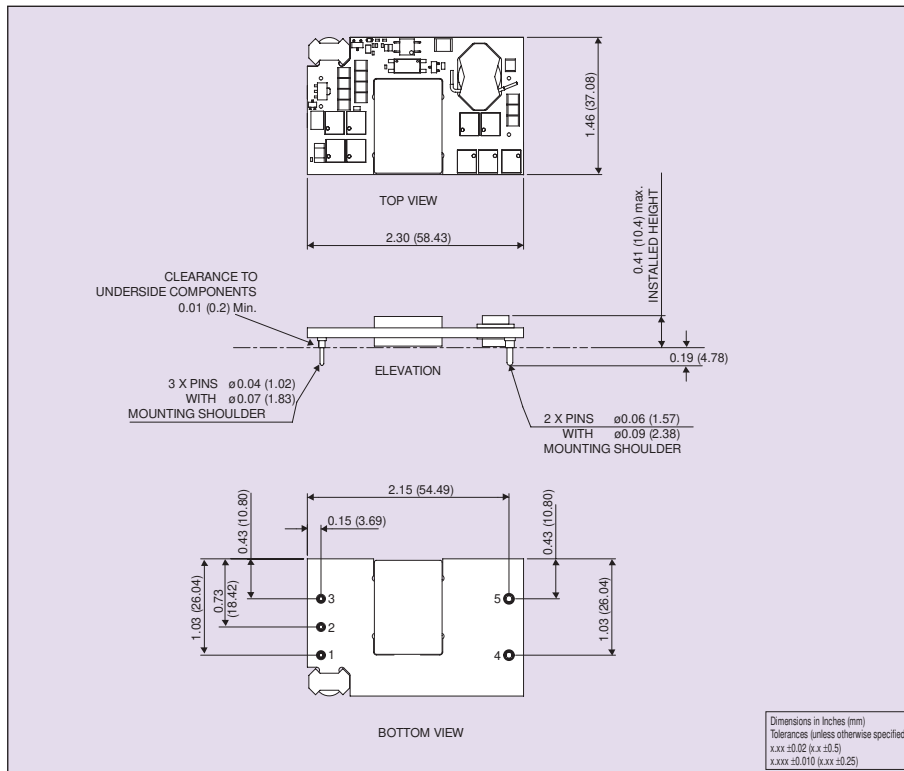 1.46 (37.08)
TOP VIEW
2.30 (58.43)
0.41 (10.4) max.
INSTALLED HEIGHT
CLEARANCE TO
UNDERSIDE COMPONENTS
0.01 (0.2) Min.
0.19 (4.78)
ELEVATION
3 X PINS ø0.04 (1.02)
WITH ø0.07 (1.83)
MOUNTING SHOULDER
2 X PINS ø0.06 (1.57)
WITH ø0.09 (2.38)
MOUNTING SHOULDER
2.15 (54.49)
0.15 (3.69)
0.43 (10.80)
0.73
(18.42)
1.03 (26.04)
0.43 (10.80)
1.03 (26.04)
3
5
2
1
4
BOTTOM VIEW
Dimensions in Inches (mm)
Tolerances (unless otherwise specified
x.xx ±0.02 (x.x ±0.5)
x.xxx ±0.010 (x.xx ±0.25)